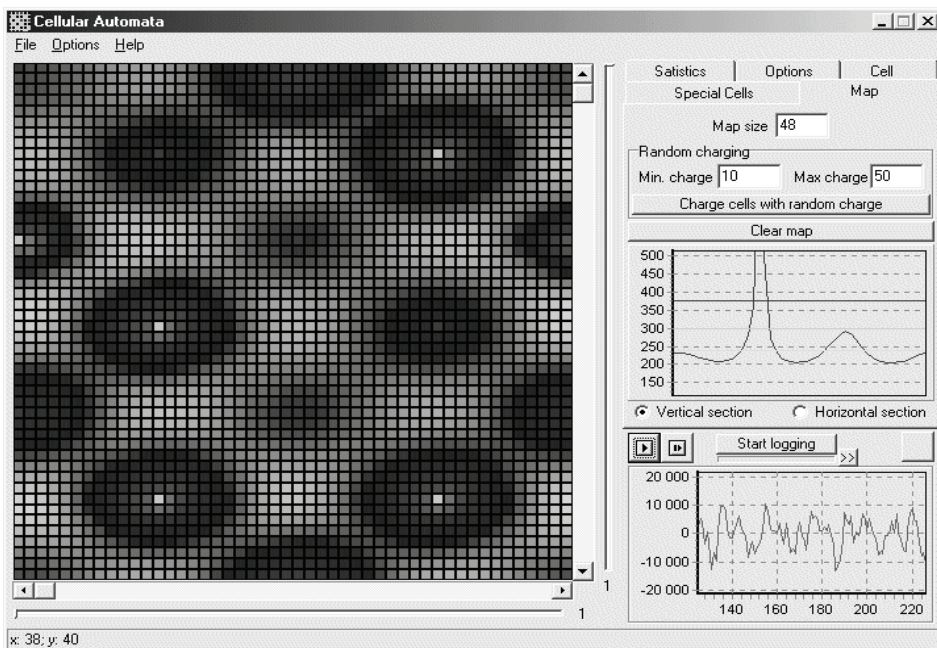 Cellular Automata
File Options Help
Satistics Options Cell
Special Cells Map
Map size 48
Random charging
Min. charge 10 Max charge 50
Charge cells with random charge
Clear map
500
450
400
350
300
250
200
150
Vertical section Horizontal section
Start logging
>>
20 000
10 000
0
-10 000
-20 000
140 160 180 200 220
1
1
x: 38; y: 40